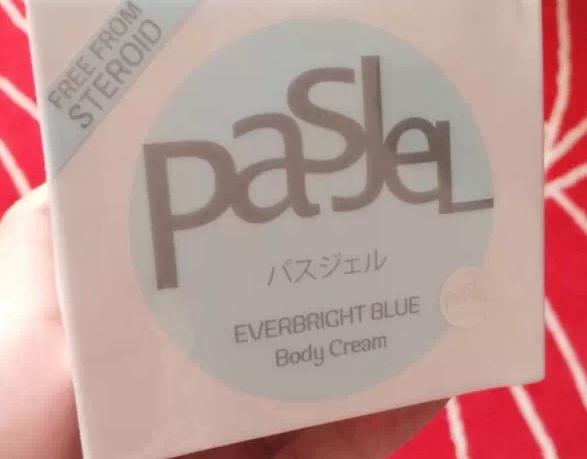 FREE FROM
STEROID
PasJeL
パスジェル
EVERBRIGHT BLUE
Body Cream